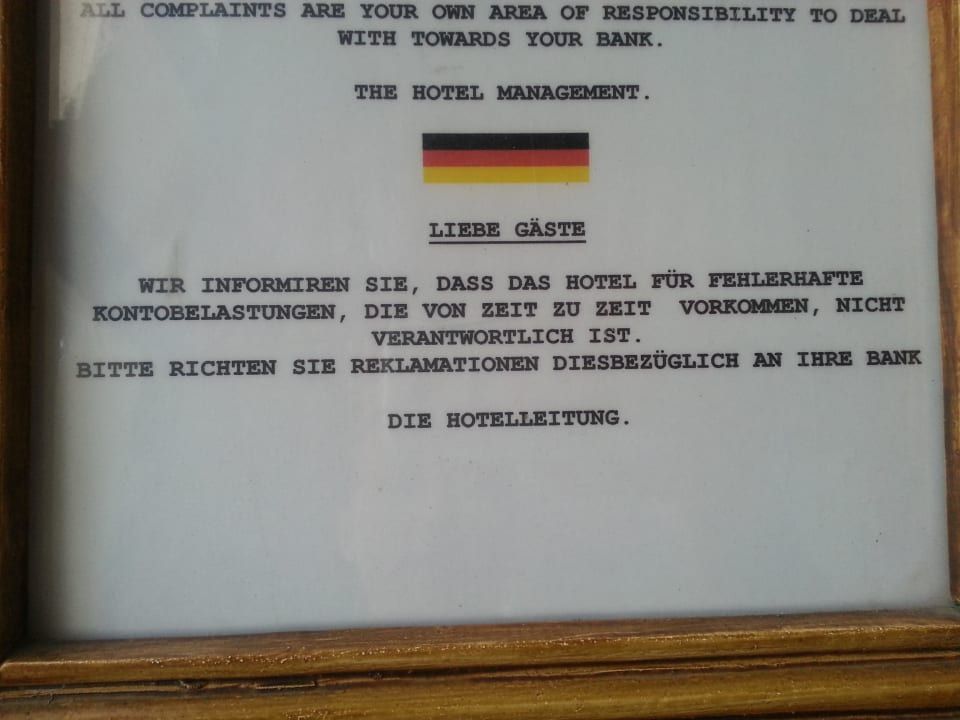 ALL COMPLAINTS ARE YOUR OWN AREA OF RESPONSIBILITY TO DEAL
WITH TOWARDS YOUR BANK.
THE HOTEL MANAGEMENT.
LIEBE GÄSTE
WIR INFORMIREN SIE, DASS DAS HOTEL FÜR FEHLERHAFTE
KONTOBELASTUNGEN, DIE VON ZEIT ZU ZEIT VORKOMMEN, NICHT
VERANTWORTLICH IST.
BITTE RICHTEN SIE REKLAMATIONEN DIESBEZÜGLICH AN IHRE BANK
DIE HOTELLEITUNG.